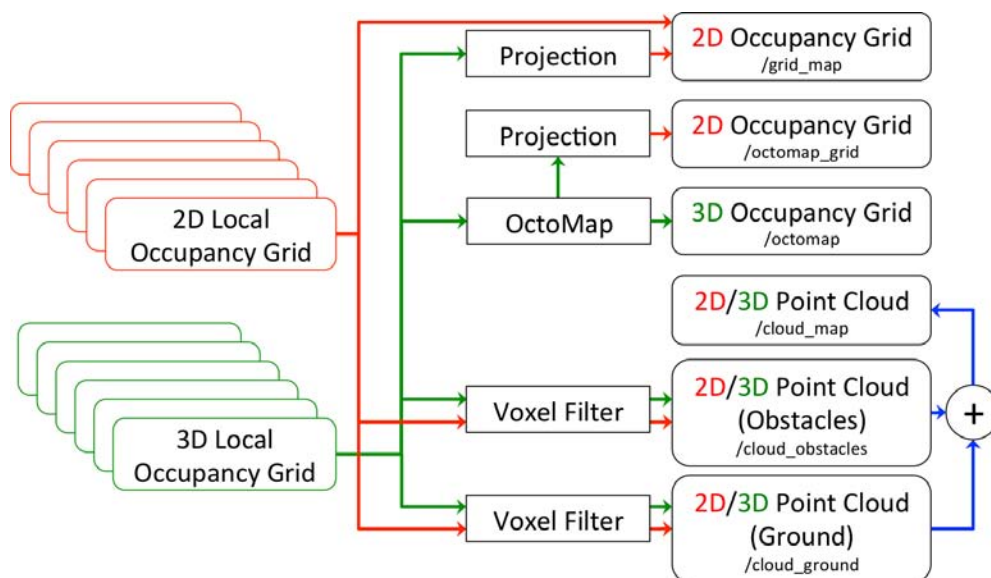 2D Local
Occupancy Grid
3D Local
Occupancy Grid
Projection
Projection
OctoMap
Voxel Filter
Voxel Filter
2D Occupancy Grid
/grid_map
2D Occupancy Grid
/octomap_grid
3D Occupancy Grid
/octomap
2D/3D Point Cloud
/cloud_map
2D/3D Point Cloud
(Obstacles)
/cloud_obstacles
2D/3D Point Cloud
(Ground)
/cloud_ground
+